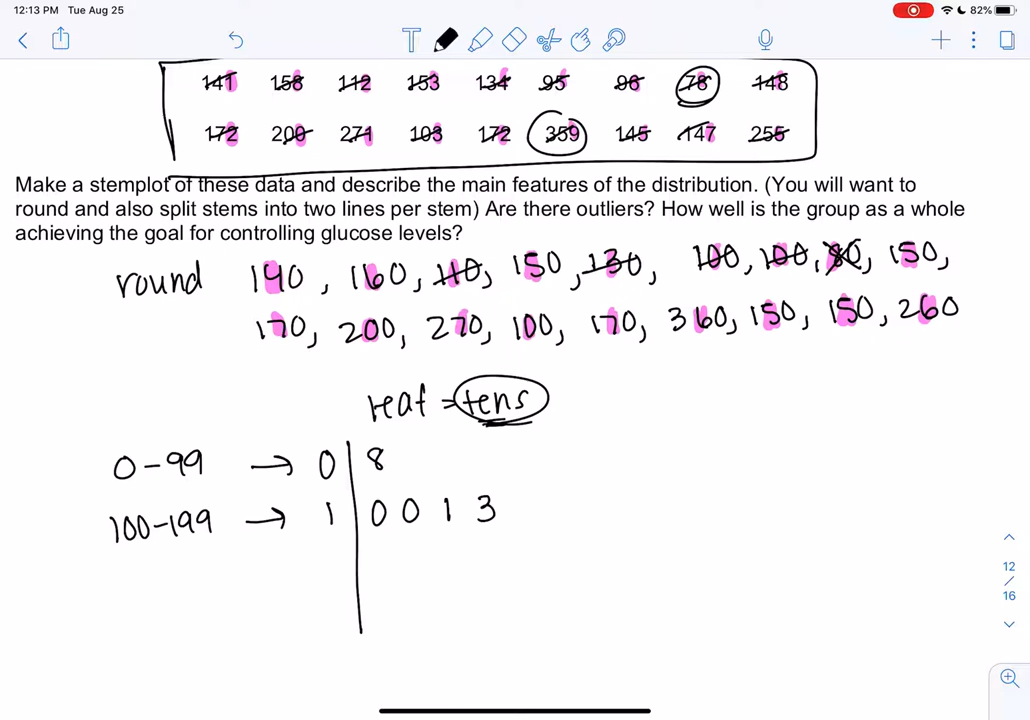 12:13 PM Tue Aug 25 82%
T
141 158 112 153 134 95 96 78 148
172 200 271 103 172 359 145 147 255
Make a stemplot of these data and describe the main features of the distribution. (You will want to
round and also split stems into two lines per stem) Are there outliers? How well is the group as a whole
achieving the goal for controlling glucose levels?
round 140, 160, 110, 150, 130, 100, 100, 80, 150,
170, 200, 270, 100, 170, 360, 150, 150, 260
leaf = tens
0-99 → 0 | 8
100-199 → 1 | 0 0 1 3
12
/
16